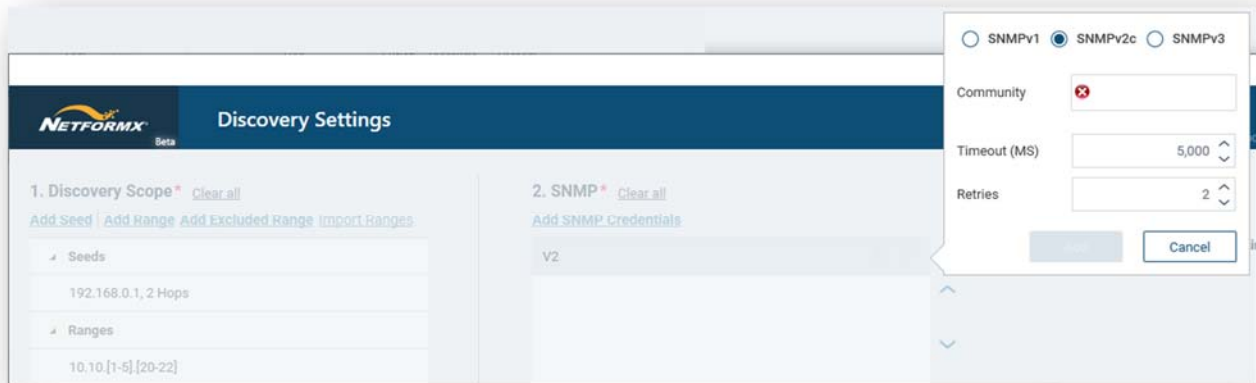 SNMPv1 SNMPv2c SNMPv3
Community
Timeout (MS) 5,000
Retries 2
Cancel
NETFORMX
Beta
Discovery Settings
1. Discovery Scope* Clear all
Add Seed Add Range Add Excluded Range Import Ranges
Seeds
192.168.0.1, 2 Hops
Ranges
10.10.[1-5].[20-22]
2. SNMP* Clear all
Add SNMP Credentials
V2